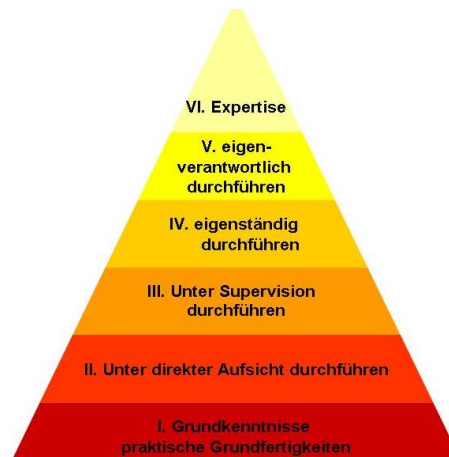 VI. Expertise
V. eigen-
verantwortlich
durchführen
IV. eigenständig
durchführen
III. Unter Supervision
durchführen
II. Unter direkter Aufsicht durchführen
I. Grundkenntnisse
praktische Grundfertigkeiten